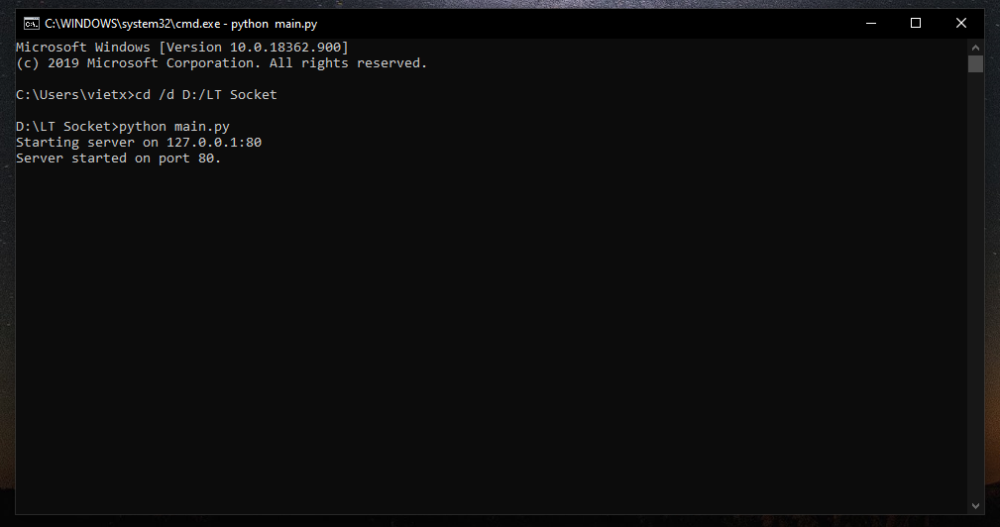 C:\WINDOWS\system32\cmd.exe - python  main.py
Microsoft Windows [Version 10.0.18362.900]
(c) 2019 Microsoft Corporation. All rights reserved.
C:\Users\vietx>cd /d D:/LT Socket
D:\LT Socket>python main.py
Starting server on 127.0.0.1:80
Server started on port 80.